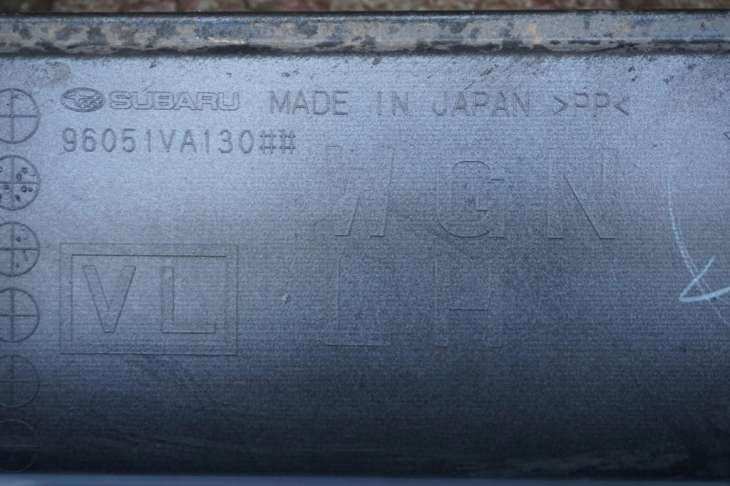 SUBARU MADE IN JAPAN >PP<
96051VA130##
WGN
VL LH